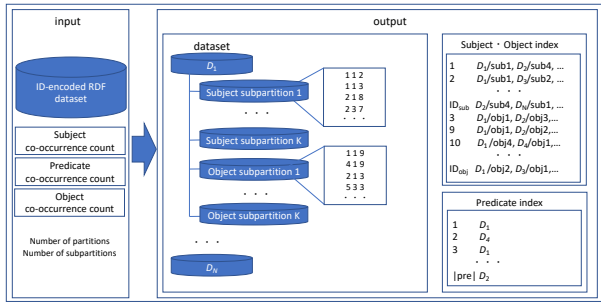 input
ID-encoded RDF
dataset
Subject
co-occurrence count
Predicate
co-occurrence count
Object
co-occurrence count
Number of partitions
Number of subpartitions
output
dataset
D1
Subject subpartition 1
. . .
Subject subpartition K
Object subpartition 1
. . .
Object subpartition K
. . .
DN
1 1 2
1 1 3
2 1 8
2 3 7
. . .
1 1 9
4 1 9
2 1 3
5 3 3
. . .
Subject・Object index
1 D1/sub1, D2/sub4, ...
2 D1/sub1, D3/sub2, ...
. . .
IDsub D2/sub4, DN/sub1, ...
3 D1/obj1, D2/obj3,...
9 D1/obj1, D2/obj2,...
10 D1/obj4, D4/obj1,...
. . .
IDobj D1/obj2, D3/obj1,...
Predicate index
1 D1
2 D4
3 D1
. . .
|pre| D2